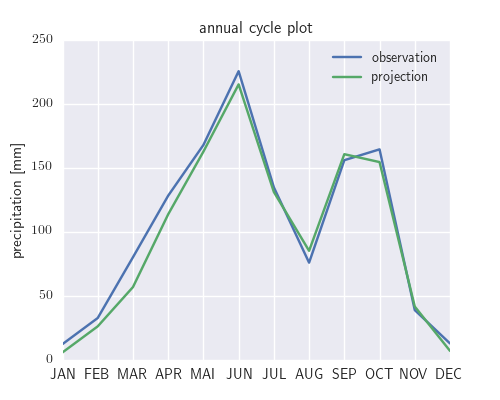 annual cycle plot
250
200
150
100
50
0
precipitation [mm]
observation
projection
JAN FEB MAR APR MAI JUN JUL AUG SEP OCT NOV DEC